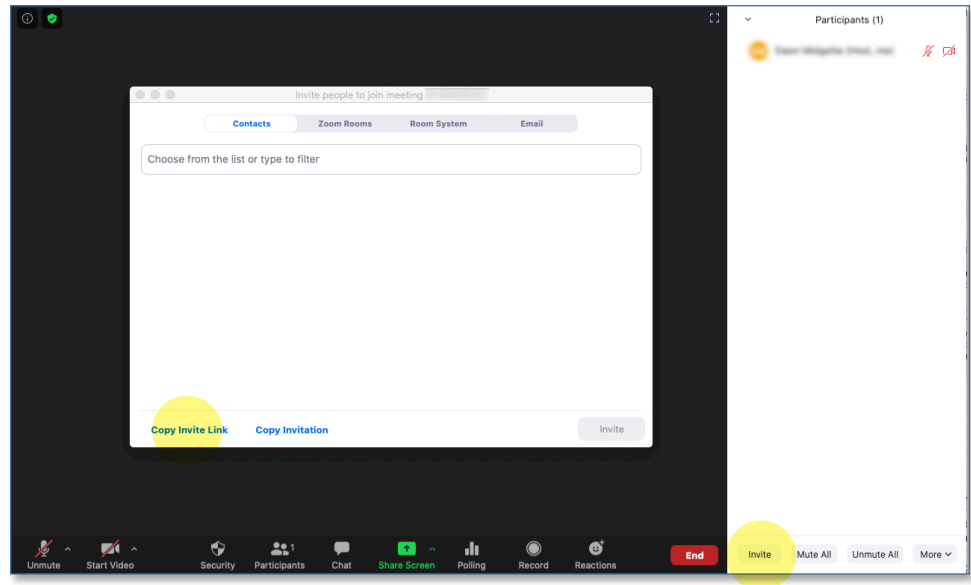 Participants (1)
Invite people to join meeting
Contacts
Zoom Rooms
Room System
Email
Choose from the list or type to filter
Copy Invite Link
Copy Invitation
Invite
Unmute
Start Video
Security
1
Participants
Chat
Share Screen
Polling
Record
Reactions
End
Invite
Mute All
Unmute All
More